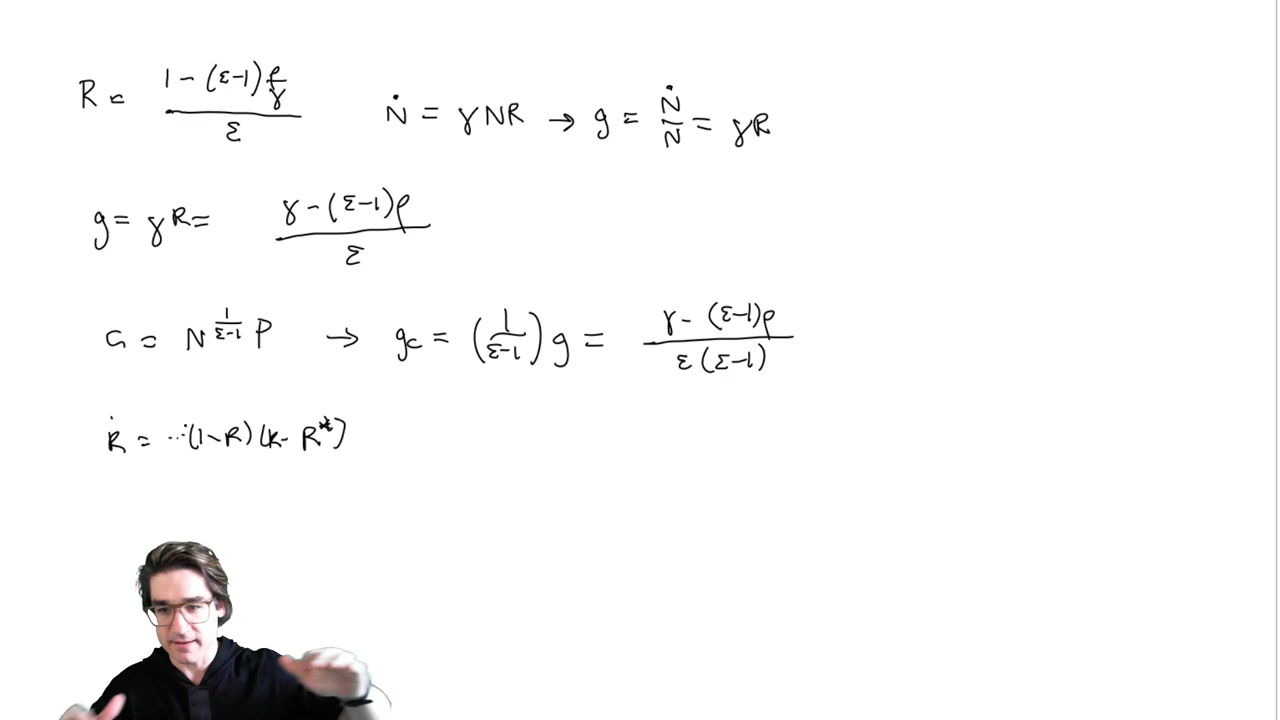 R = (1 - (ε-1) ρ/γ) / ε    Ṅ = γNR → g = Ṅ/N = γR
g = γR = (γ - (ε-1)ρ) / ε
G = N^(1/(ε-1)) P → g_c = (1/(ε-1)) g = (γ - (ε-1)ρ) / (ε(ε-1))
Ṙ = ...(1-R)(R - R*)